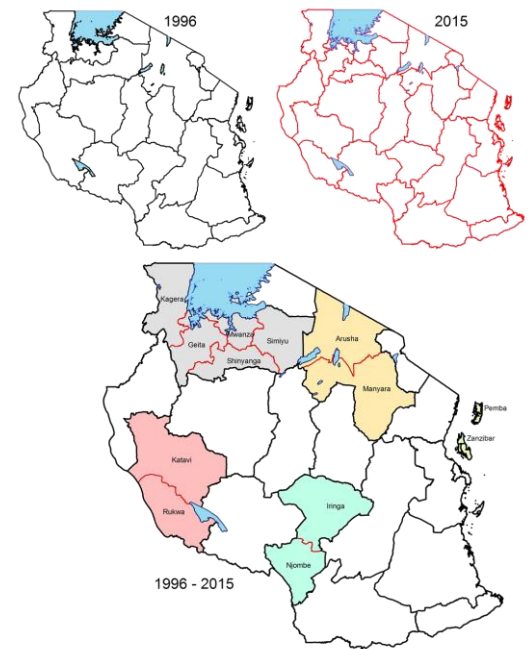 1996
2015
Kagera
Geita
Mwanza
Simiyu
Shinyanga
Arusha
Manyara
Pemba
Zanzibar
Katavi
Rukwa
Iringa
Njombe
1996 - 2015